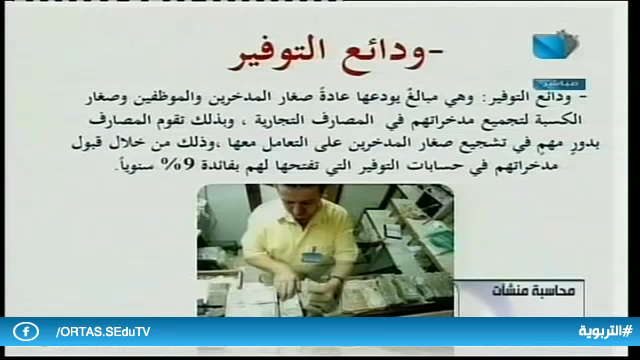 -ودائع التوفير
مباشر
- ودائع التوفير: وهي مبالغٌ يودعها عادةً صغار المدخرين والموظفين وصغار
الكسبة لتجميع مدخراتهم في المصارف التجارية ، وبذلك تقوم المصارف
بدورٍ مهمٍ في تشجيع صغار المدخرين على التعامل معها ،وذلك من خلال قبول
مدخراتهم في حسابات التوفير التي تفتحها لهم بفائدة 9% سنوياً.
محاسبة منشآت
/ORTAS.SEduTV
#التربوية